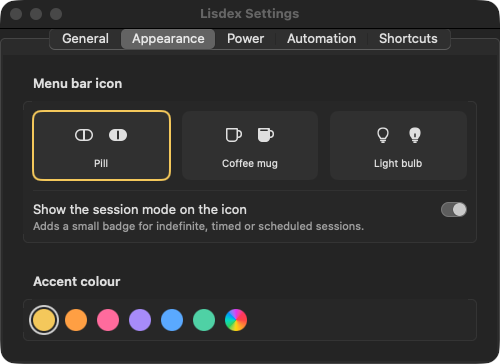 Lisdex Settings
General Appearance Power Automation Shortcuts
Menu bar icon
Pill Coffee mug Light bulb
Show the session mode on the icon
Adds a small badge for indefinite, timed or scheduled sessions.
Accent colour